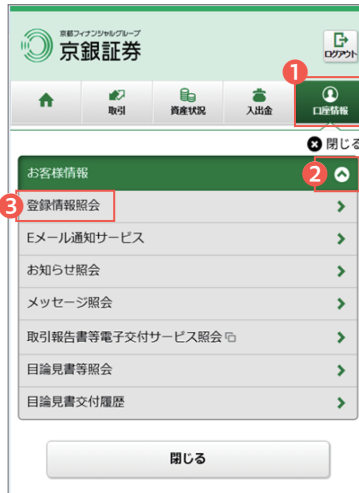 京都フィナンシャルグループ
京銀証券
ログアウト
1
取引
資産状況
入出金
口座情報
閉じる
お客様情報
2
3
登録情報照会
Eメール通知サービス
お知らせ照会
メッセージ照会
取引報告書等電子交付サービス照会
目論見書等照会
目論見書交付履歴
閉じる